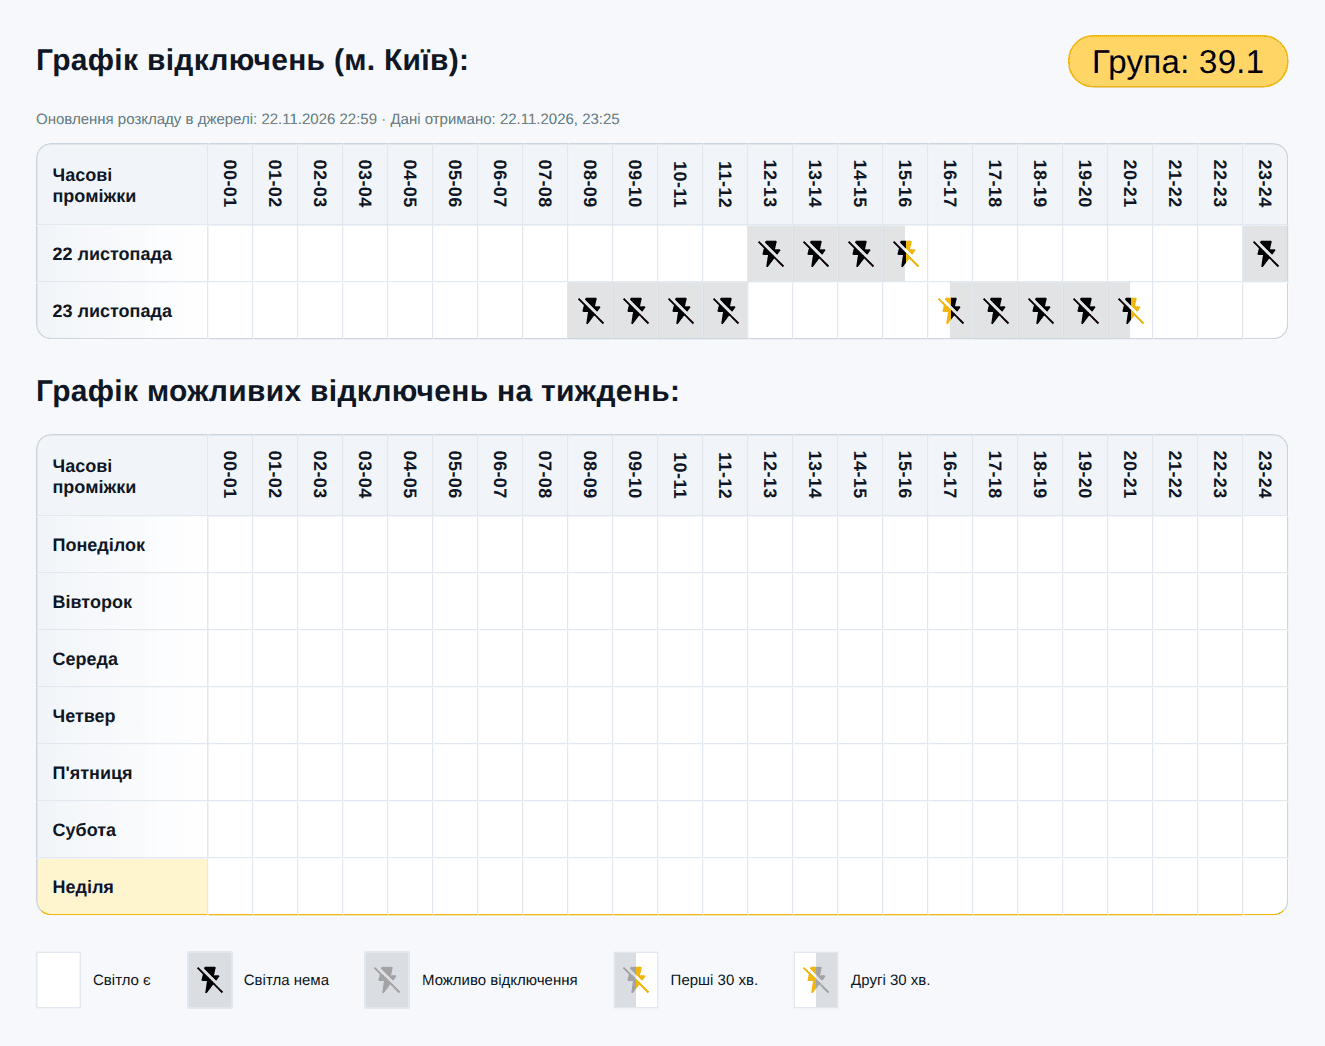 Графік відключень (м. Київ):
Група: 39.1
Оновлення розкладу в джерелі: 22.11.2026 22:59 · Дані отримано: 22.11.2026, 23:25
Часові проміжки 00-01 01-02 02-03 03-04 04-05 05-06 06-07 07-08 08-09 09-10 10-11 11-12 12-13 13-14 14-15 15-16 16-17 17-18 18-19 19-20 20-21 21-22 22-23 23-24
22 листопада
23 листопада
Графік можливих відключень на тиждень:
Часові проміжки 00-01 01-02 02-03 03-04 04-05 05-06 06-07 07-08 08-09 09-10 10-11 11-12 12-13 13-14 14-15 15-16 16-17 17-18 18-19 19-20 20-21 21-22 22-23 23-24
Понеділок
Вівторок
Середа
Четвер
П'ятниця
Субота
Неділя
Світло є Світла нема Можливо відключення Перші 30 хв. Другі 30 хв.